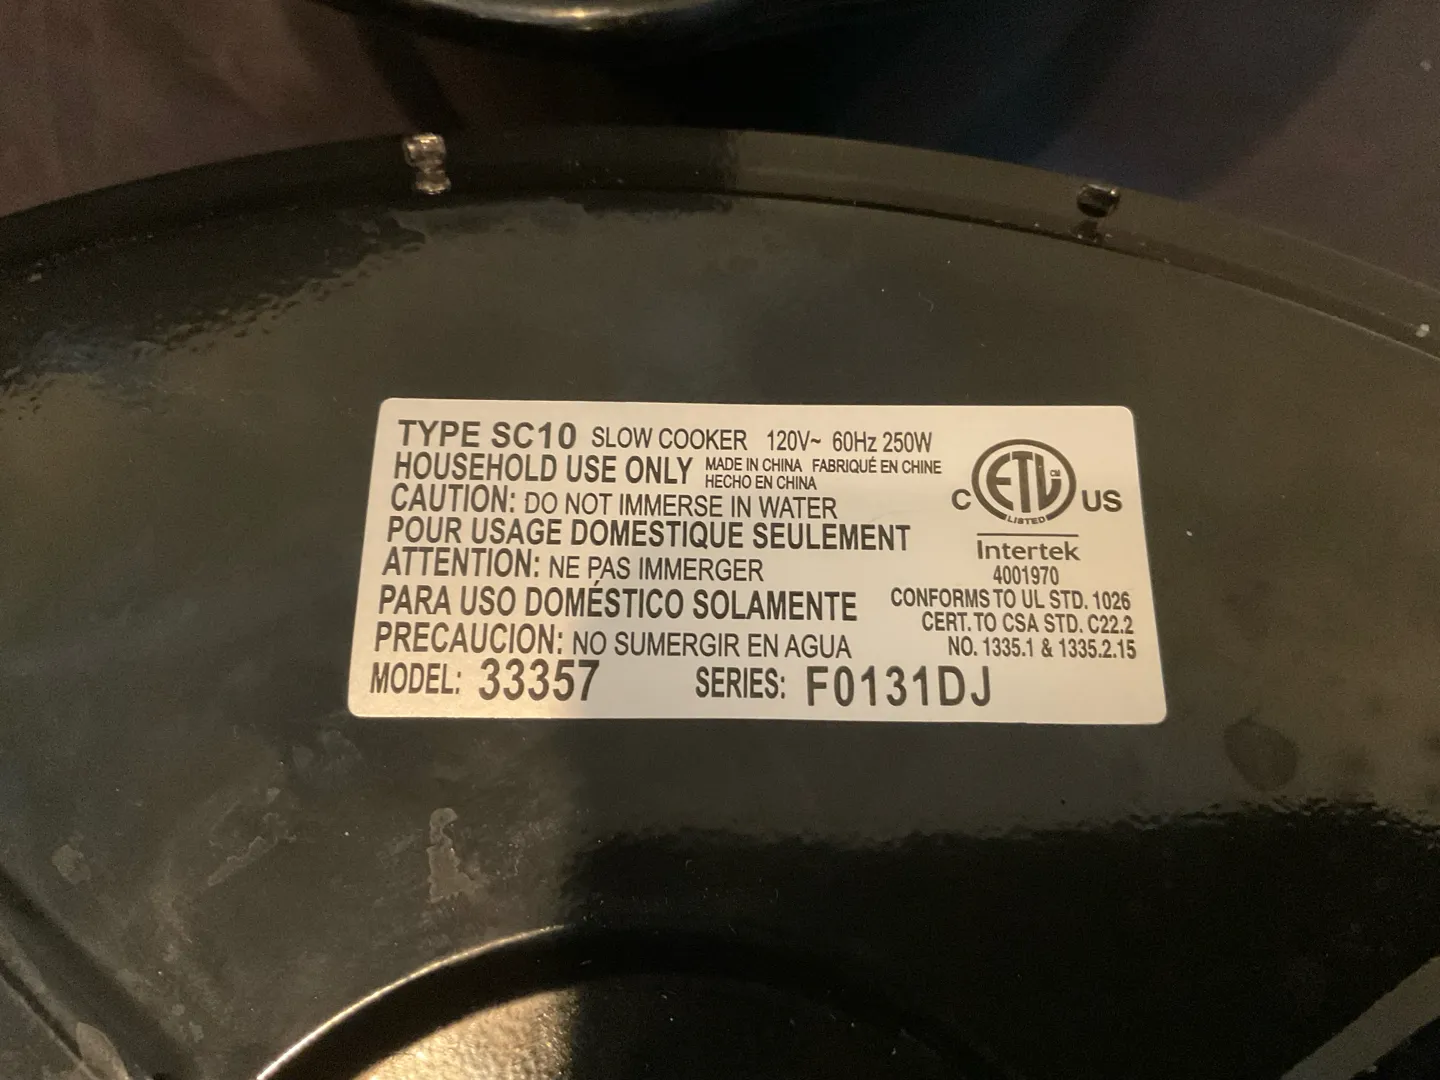 TYPE SC10 SLOW COOKER 120V~ 60Hz 250W
HOUSEHOLD USE ONLY MADE IN CHINA FABRIQUÉ EN CHINE
HECHO EN CHINA
CAUTION: DO NOT IMMERSE IN WATER
POUR USAGE DOMESTIQUE SEULEMENT
ATTENTION: NE PAS IMMERGER
PARA USO DOMÉSTICO SOLAMENTE
PRECAUCION: NO SUMERGIR EN AGUA
MODEL: 33357 SERIES: F0131DJ
C ETL CM US
LISTED
Intertek
4001970
CONFORMS TO UL STD. 1026
CERT. TO CSA STD. C22.2
NO. 1335.1 & 1335.2.15